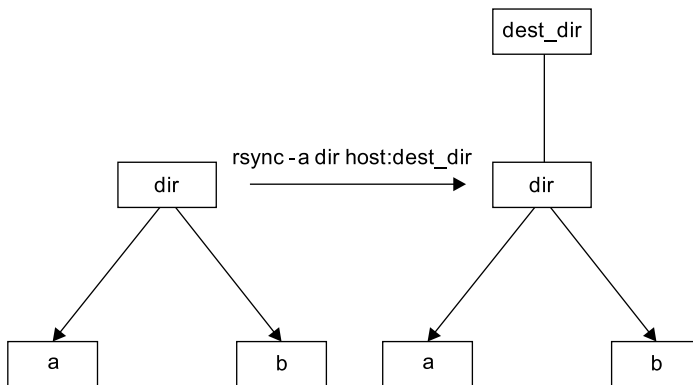 dest_dir
rsync -a dir host:dest_dir
dir
dir
a
b
a
b